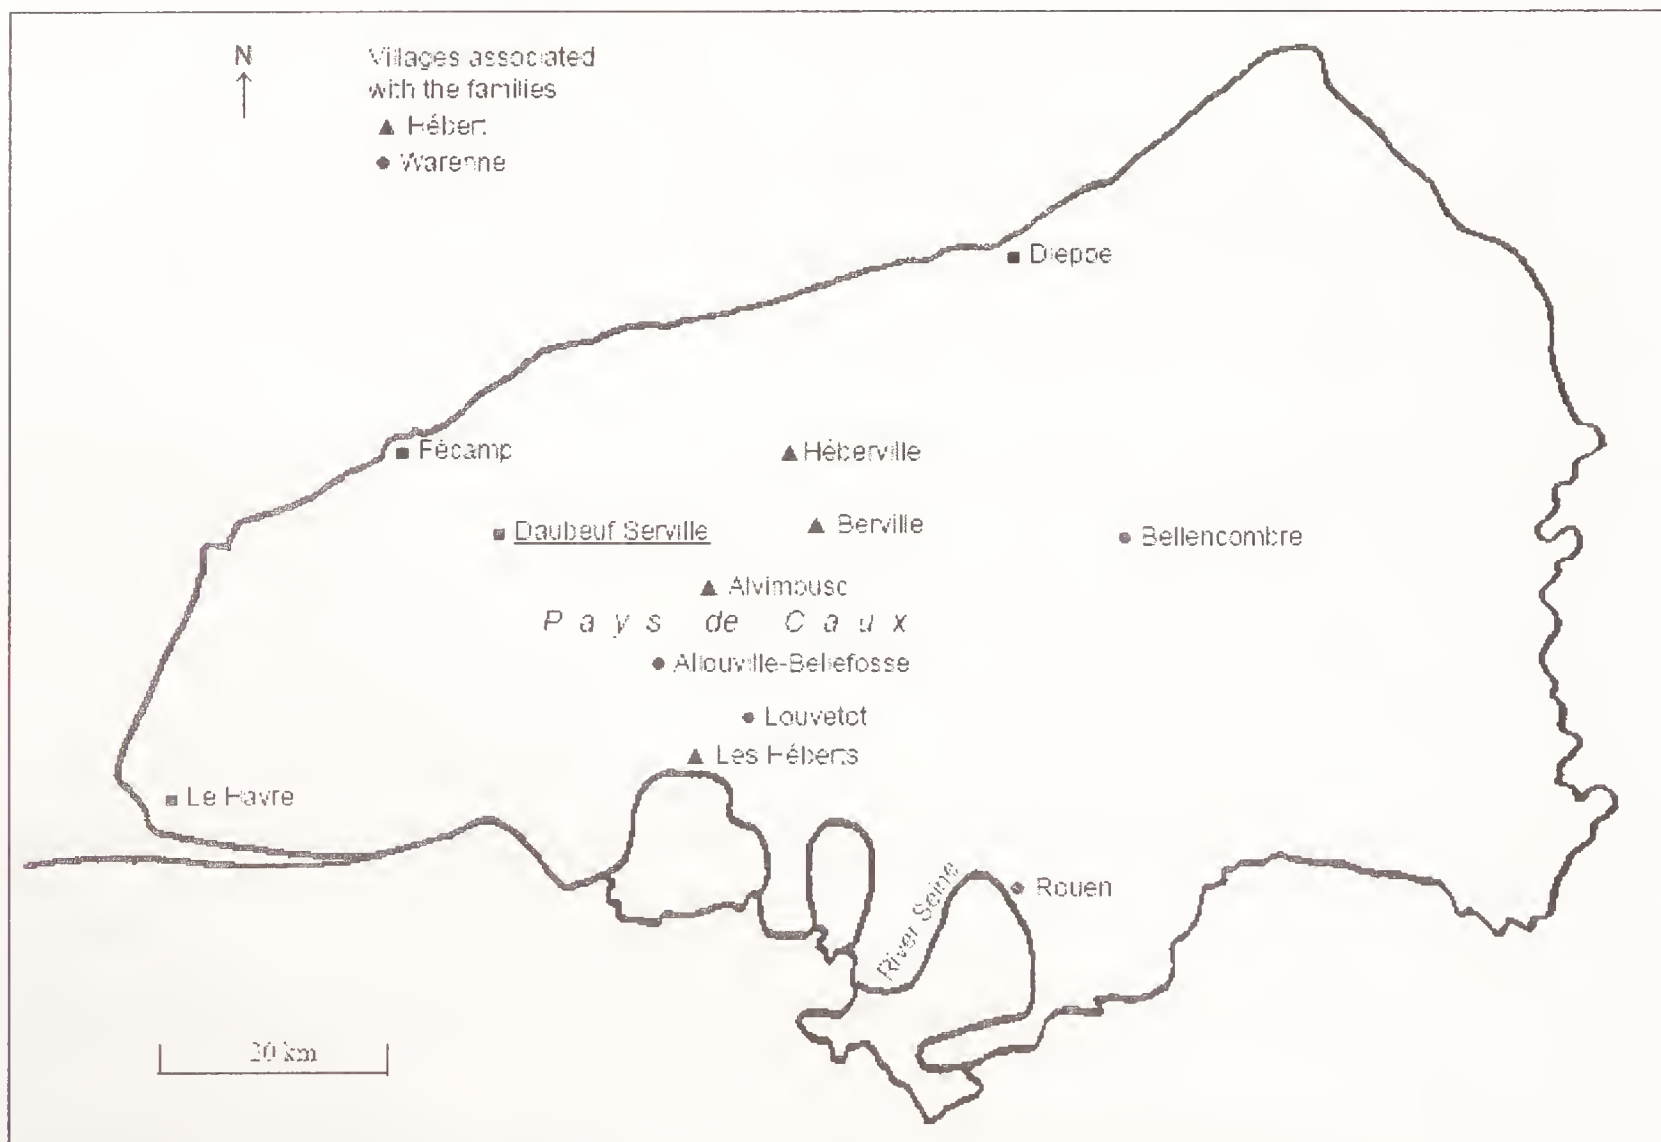 N
Villages associated
with the families
Hébert
Warenne
Dieppe
Fécamp
Héberville
Daubeuf Serville
Berville
Bellencombre
Alvimbusc
Pays de Caux
Allouville-Bellefosse
Louvetot
Les Héberts
Le Havre
River Seine
Rouen
20 km